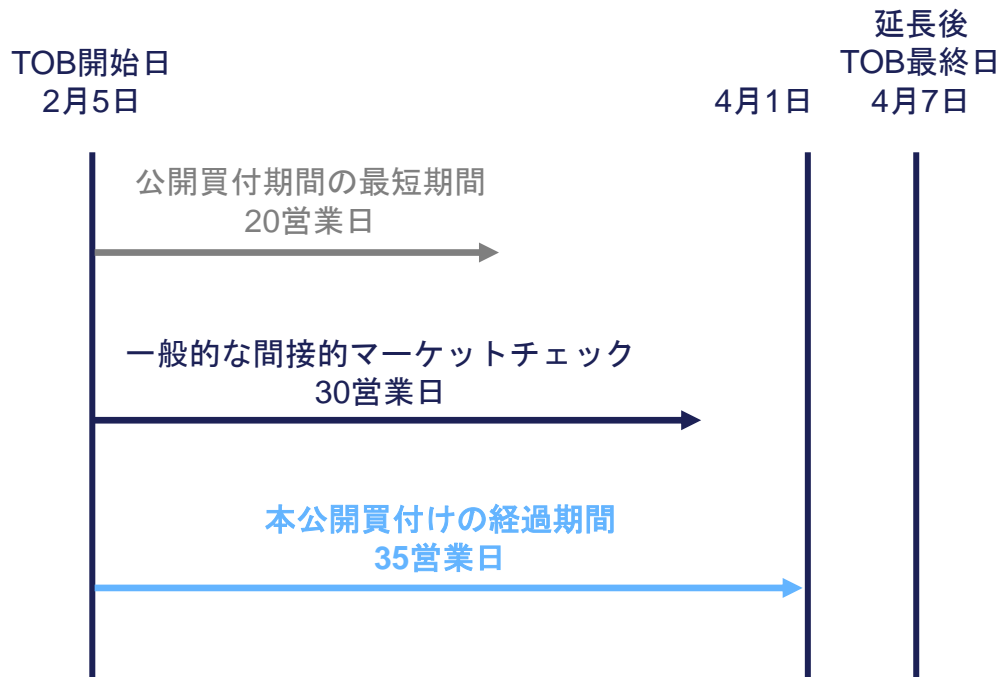 TOB開始日
2月5日
4月1日
延長後
TOB最終日
4月7日
公開買付期間の最短期間
20営業日
一般的な間接的マーケットチェック
30営業日
本公開買付けの経過期間
35営業日